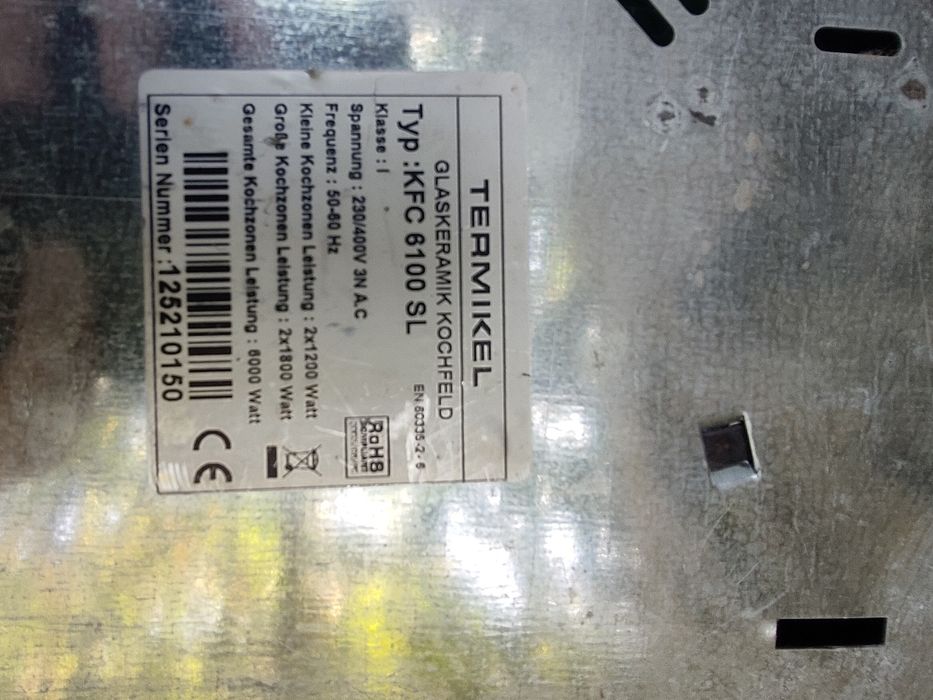 TERMIKEL
GLASKERAMIK KOCHFELD
Typ : KFC 6100 SL
EN 60335-2-6
Klasse : I
Spannung : 230/400V 3N A.C
Frequenz : 50-60 Hz
Kleine Kochzonen Leistung : 2x1200 Watt
Große Kochzonen Leistung : 2x1800 Watt
Gesamte Kochzonen Leistung : 6000 Watt
RoHS
COMPLIANT
Serien Nummer : 125210150
CE